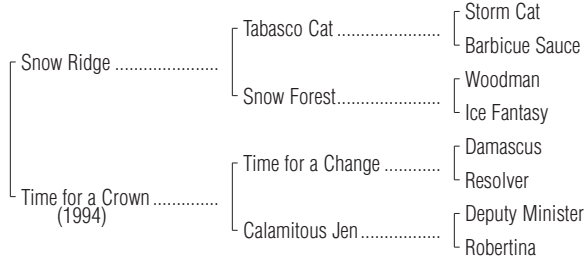 Storm Cat
Tabasco Cat ......................
Barbicue Sauce
Snow Ridge ......................
Woodman
Snow Forest......................
Ice Fantasy
Damascus
Time for a Change ............
Resolver
Time for a Crown ..............
(1994)
Deputy Minister
Calamitous Jen.................
Robertina